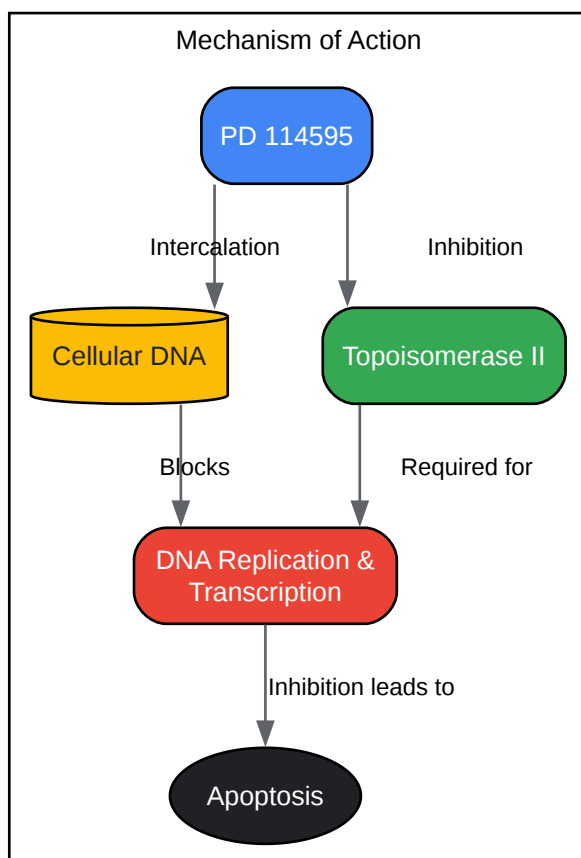 Mechanism of Action
PD 114595
Intercalation
Inhibition
Cellular DNA
Topoisomerase II
Blocks
Required for
DNA Replication &
Transcription
Inhibition leads to
Apoptosis